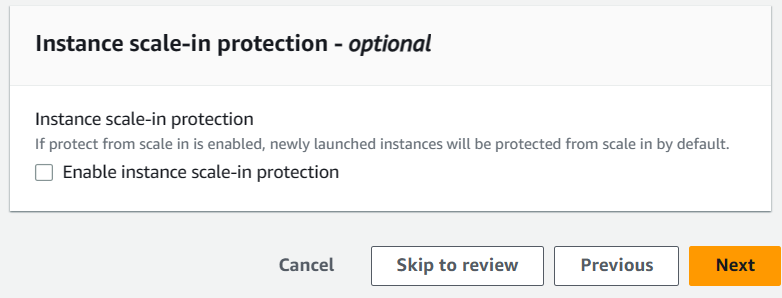 Instance scale-in protection - optional
Instance scale-in protection
If protect from scale in is enabled, newly launched instances will be protected from scale in by default.
Enable instance scale-in protection
Cancel Skip to review Previous Next